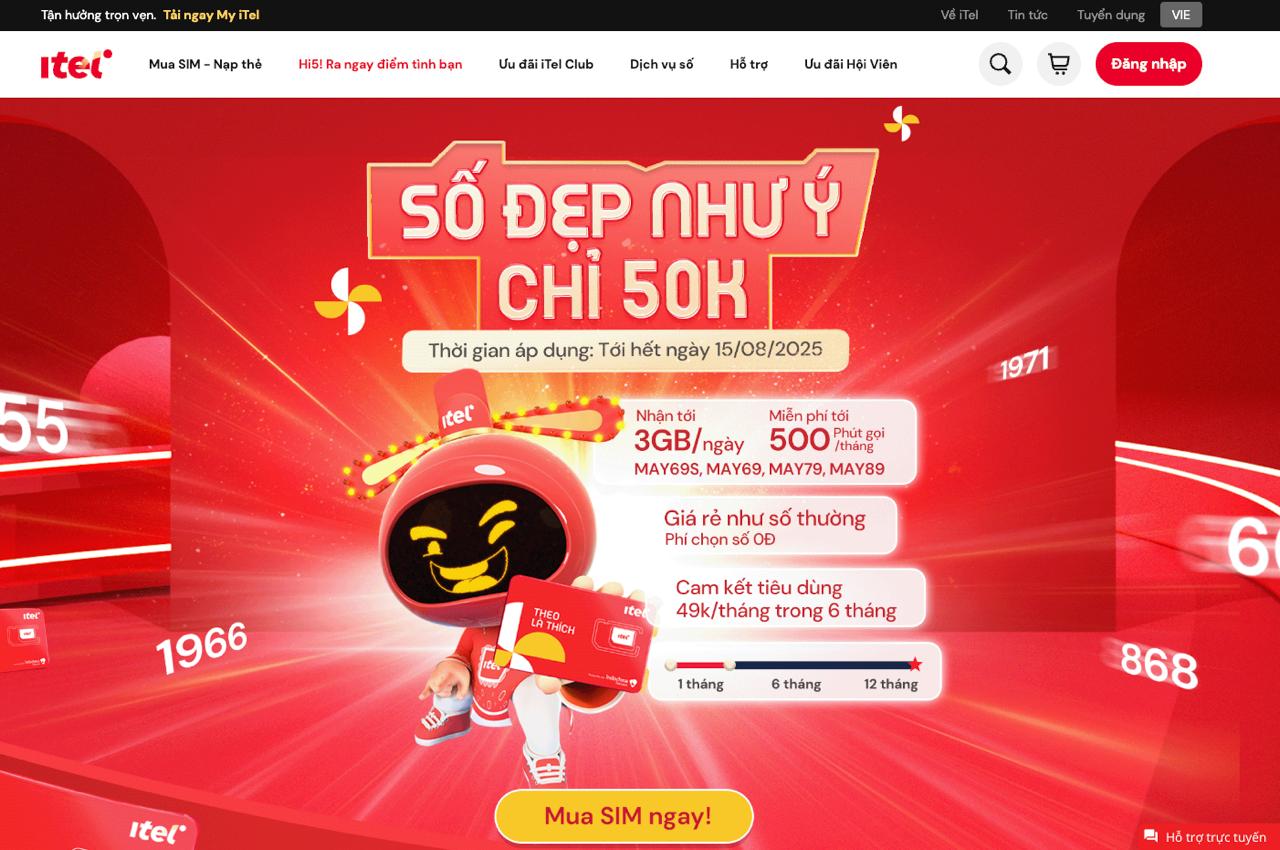 Tận hưởng trọn vẹn. Tải ngay My iTel
Về iTel
Tin tức
Tuyển dụng
VIE
itel
Mua SIM - Nạp thẻ
Hi5! Ra ngay điểm tình bạn
Ưu đãi iTel Club
Dịch vụ số
Hỗ trợ
Ưu đãi Hội Viên
Đăng nhập
SỐ ĐẸP NHƯ Ý
CHỈ 50K
Thời gian áp dụng: Tới hết ngày 15/08/2025
1971
55
itel
Nhận tới
3GB/ngày
Miễn phí tới
500 Phút gọi
/tháng
MAY69S, MAY69, MAY79, MAY89
Giá rẻ như số thường
Phí chọn số 0Đ
Cam kết tiêu dùng
49k/tháng trong 6 tháng
THEO
LÀ THÍCH
itel
itel
itel
itel
1966
868
1 tháng
6 tháng
12 tháng
Mua SIM ngay!
itel
Hỗ trợ trực tuyến